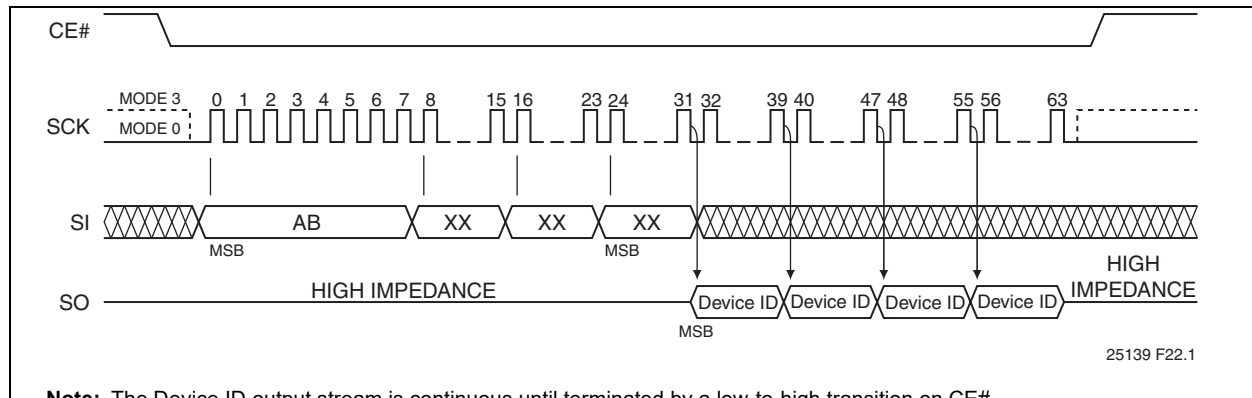 CE#
MODE 3 0 1 2 3 4 5 6 7 8 15 16 23 24 31 32 39 40 47 48 55 56 63
SCK MODE 0
SI AB XX XX XX
MSB MSB
HIGH
HIGH IMPEDANCE IMPEDANCE
SO Device ID Device ID Device ID Device ID
MSB
25139 F22.1
Note: The Device ID output stream is continuous until terminated by a low-to-high transition on CE#